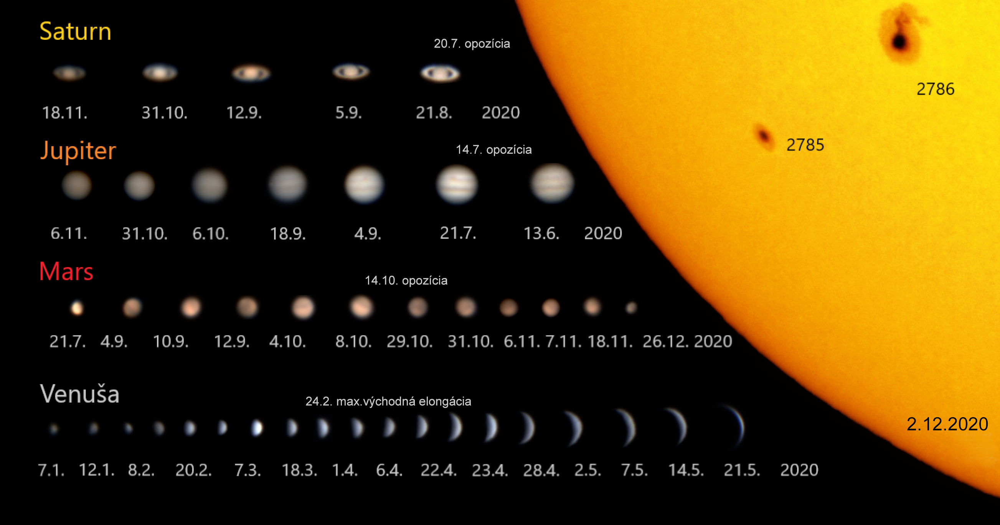 Saturn
20.7. opozícia
18.11. 31.10. 12.9. 5.9. 21.8. 2020
2786
2785
Jupiter
14.7. opozícia
6.11. 31.10. 6.10. 18.9. 4.9. 21.7. 13.6. 2020
Mars
14.10. opozícia
21.7. 4.9. 10.9. 12.9. 4.10. 8.10. 29.10. 31.10. 6.11. 7.11. 18.11. 26.12. 2020
Venuša
24.2. max.východná elongácia
2.12.2020
7.1. 12.1. 8.2. 20.2. 7.3. 18.3. 1.4. 6.4. 22.4. 23.4. 28.4. 2.5. 7.5. 14.5. 21.5. 2020